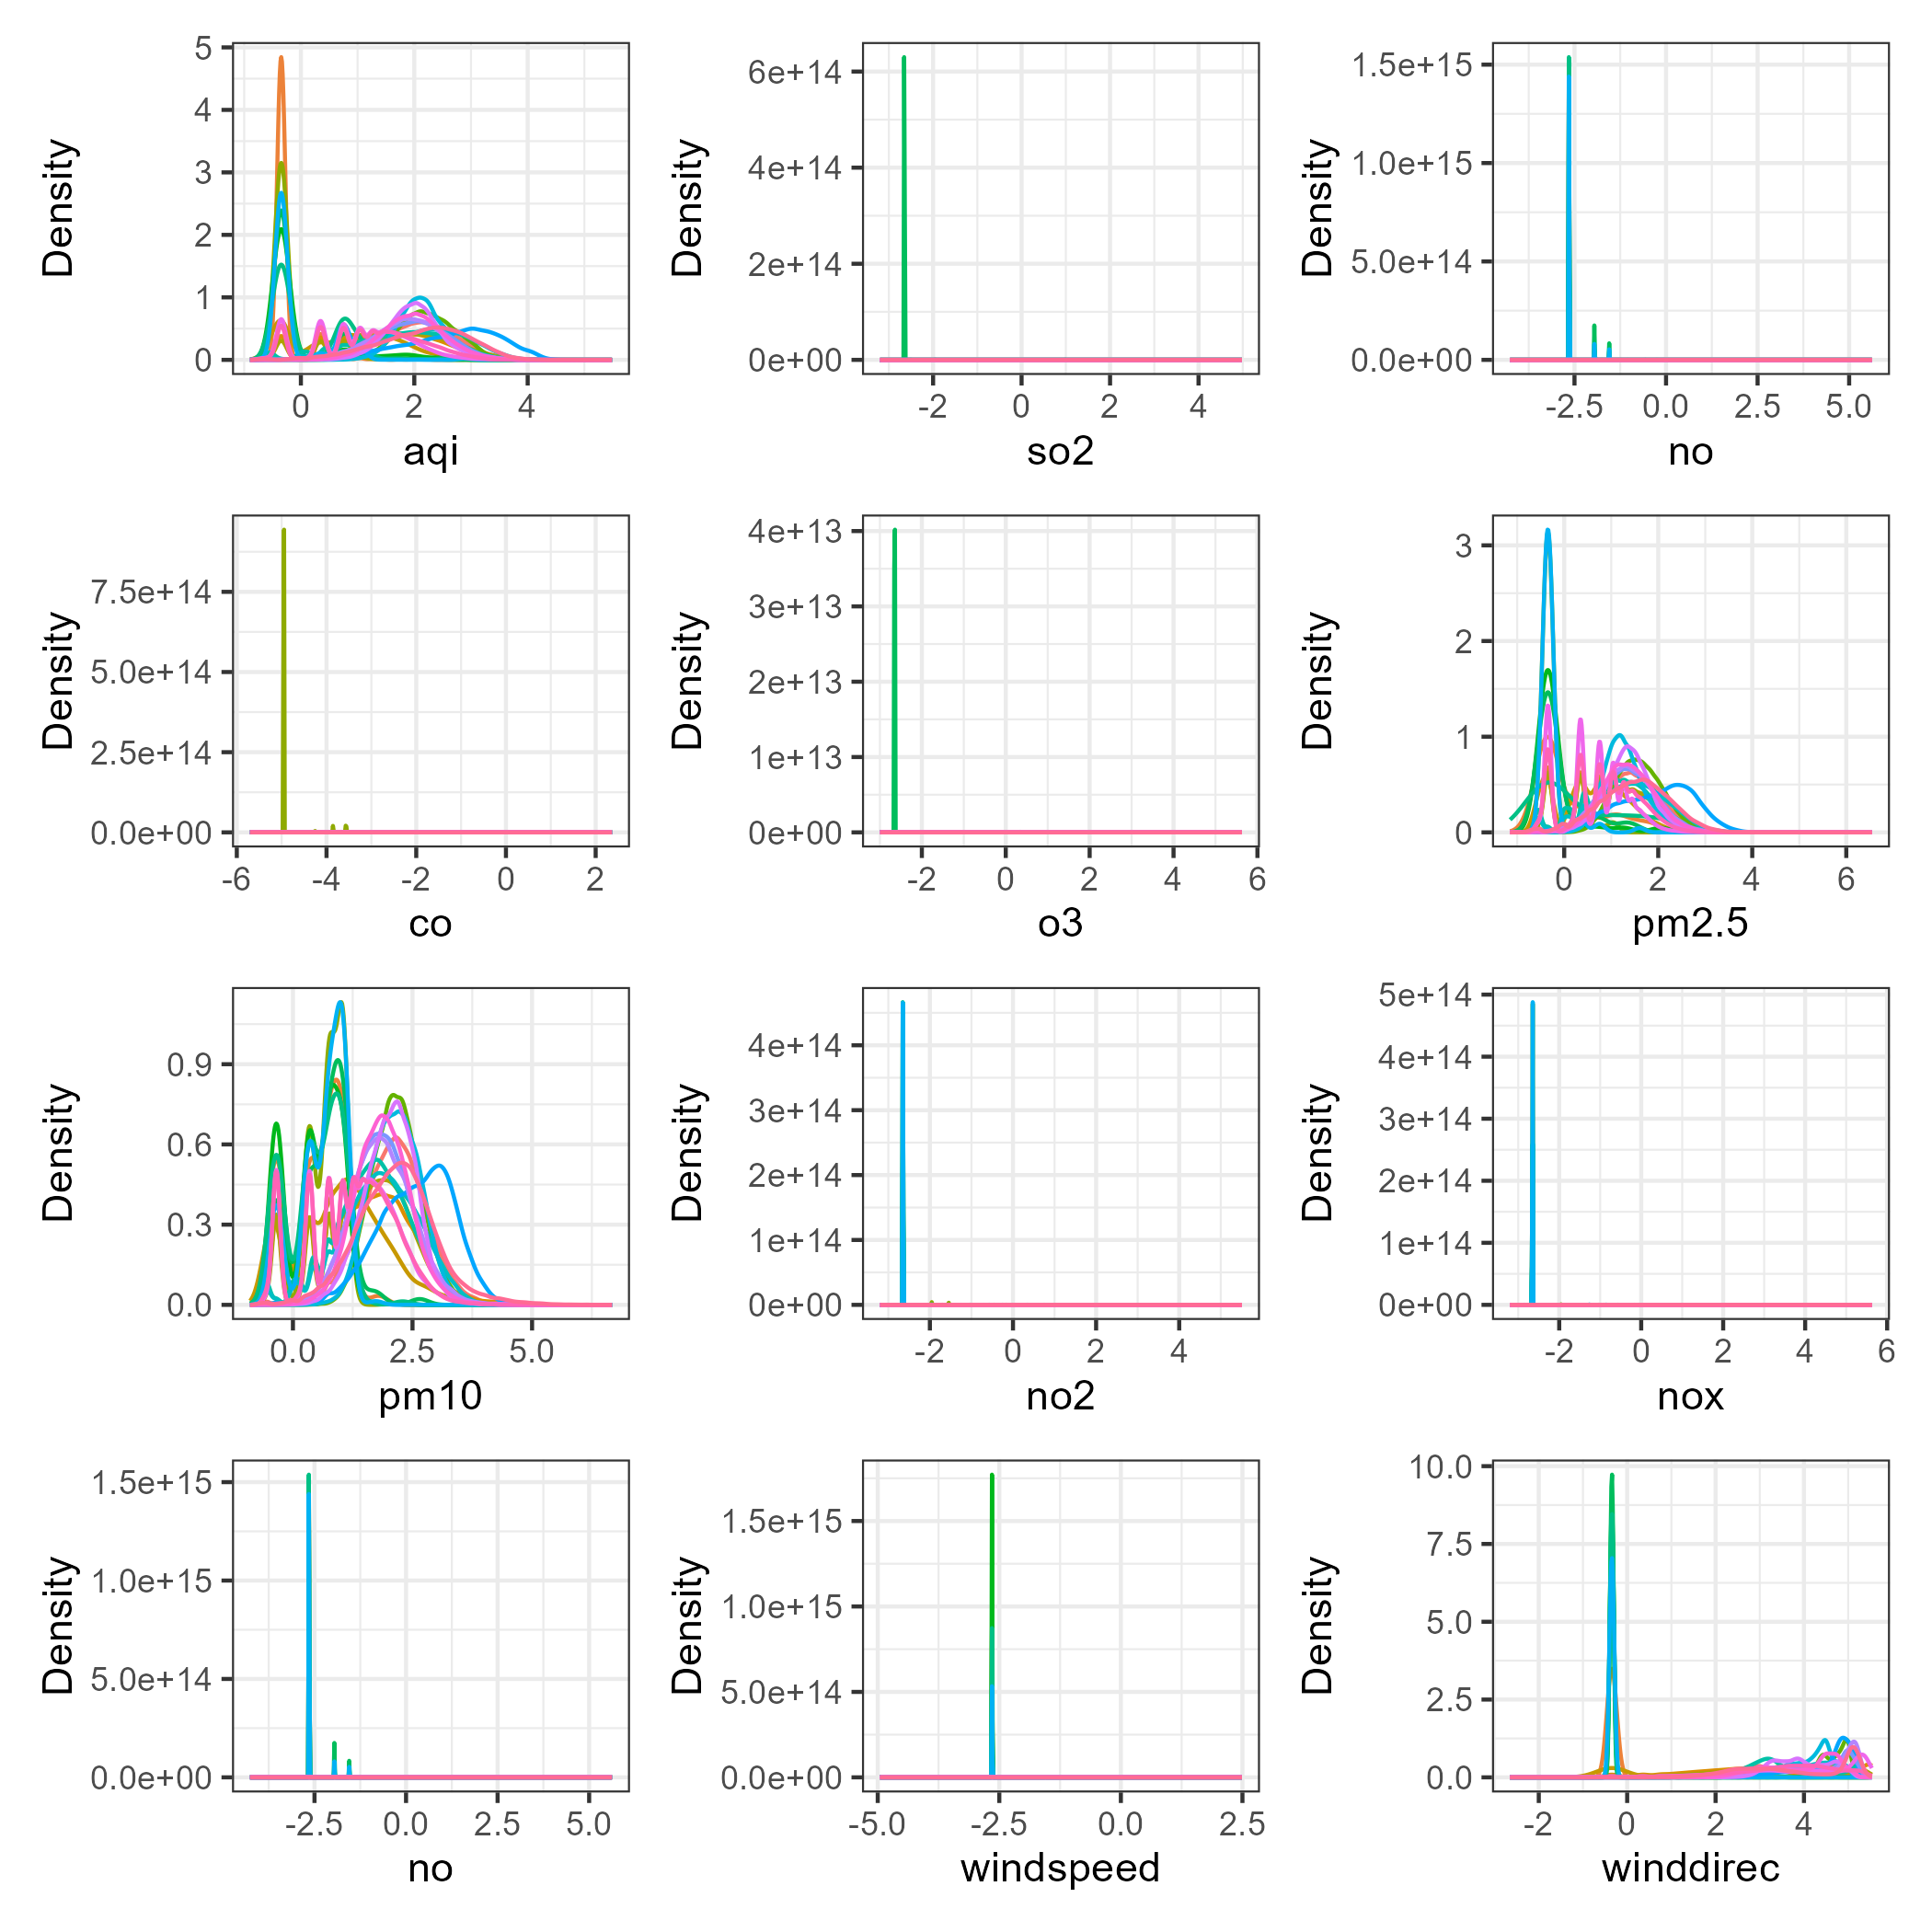 Density
5
4
3
2
1
0
0 2 4
aqi
Density
6e+14
4e+14
2e+14
0e+00
-2 0 2 4
so2
Density
1.5e+15
1.0e+15
5.0e+14
0.0e+00
-2.5 0.0 2.5 5.0
no
Density
7.5e+14
5.0e+14
2.5e+14
0.0e+00
-6 -4 -2 0 2
co
Density
4e+13
3e+13
2e+13
1e+13
0e+00
-2 0 2 4 6
o3
Density
3
2
1
0
0 2 4 6
pm2.5
Density
0.9
0.6
0.3
0.0
0.0 2.5 5.0
pm10
Density
4e+14
3e+14
2e+14
1e+14
0e+00
-2 0 2 4
no2
Density
5e+14
4e+14
3e+14
2e+14
1e+14
0e+00
-2 0 2 4 6
nox
Density
1.5e+15
1.0e+15
5.0e+14
0.0e+00
-2.5 0.0 2.5 5.0
no
Density
1.5e+15
1.0e+15
5.0e+14
0.0e+00
-5.0 -2.5 0.0 2.5
windspeed
Density
10.0
7.5
5.0
2.5
0.0
-2 0 2 4
winddirec